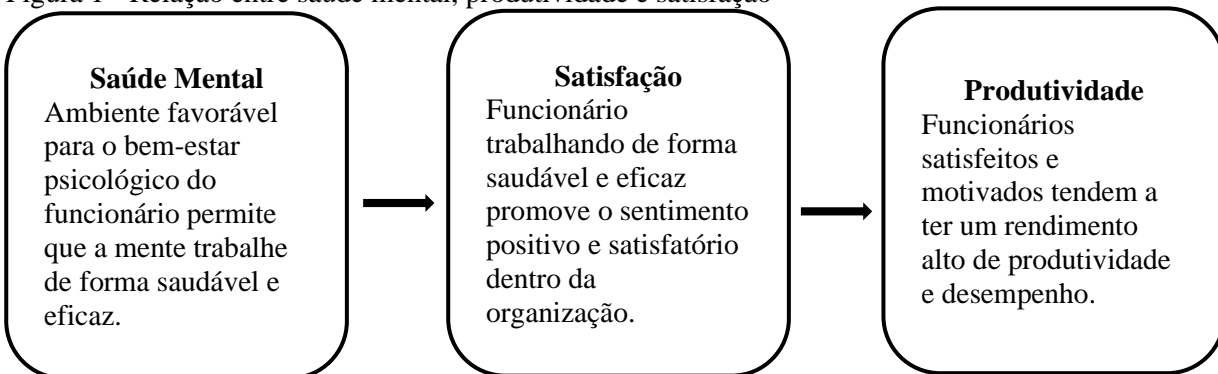 Figura 1 - Relação entre saúde mental, produtividade e satisfação
Saúde Mental
Ambiente favorável
para o bem-estar
psicológico do
funcionário permite
que a mente trabalhe
de forma saudável e
eficaz.
Satisfação
Funcionário
trabalhando de forma
saudável e eficaz
promove o sentimento
positivo e satisfatório
dentro da
organização.
Produtividade
Funcionários
satisfeitos e
motivados tendem a
ter um rendimento
alto de produtividade
e desempenho.